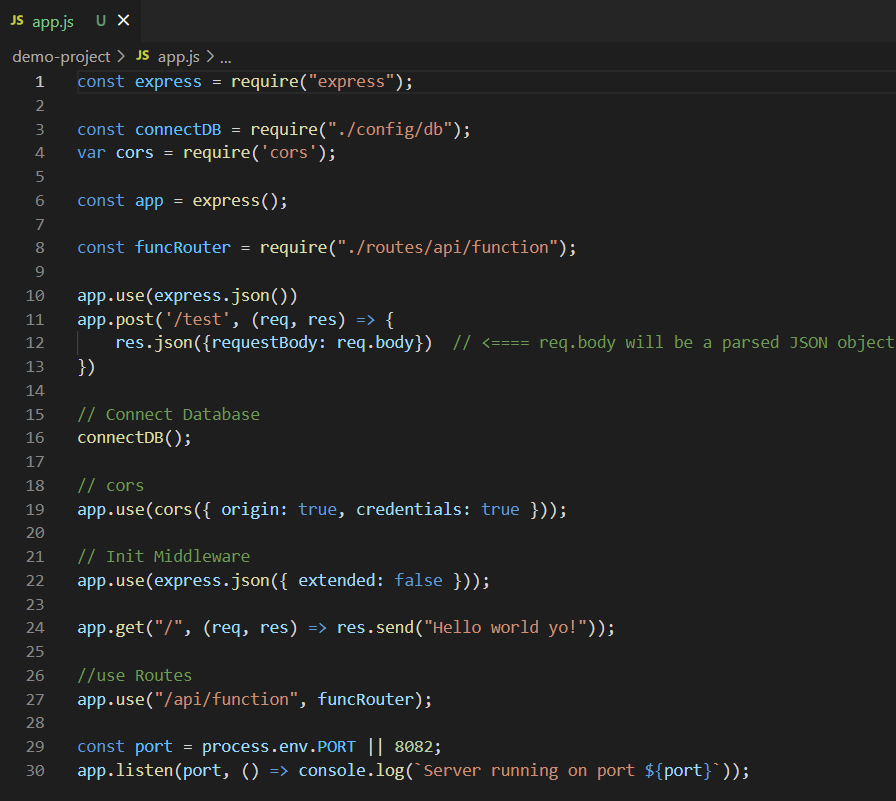 JS app.js U ×
demo-project > JS app.js > ...
1 const express = require("express");
2
3 const connectDB = require("./config/db");
4 var cors = require('cors');
5
6 const app = express();
7
8 const funcRouter = require("./routes/api/function");
9
10 app.use(express.json())
11 app.post('/test', (req, res) => {
12     res.json({requestBody: req.body})  // <==== req.body will be a parsed JSON object
13 })
14
15 // Connect Database
16 connectDB();
17
18 // cors
19 app.use(cors({ origin: true, credentials: true }));
20
21 // Init Middleware
22 app.use(express.json({ extended: false }));
23
24 app.get("/", (req, res) => res.send("Hello world yo!"));
25
26 //use Routes
27 app.use("/api/function", funcRouter);
28
29 const port = process.env.PORT || 8082;
30 app.listen(port, () => console.log(`Server running on port ${port}`));